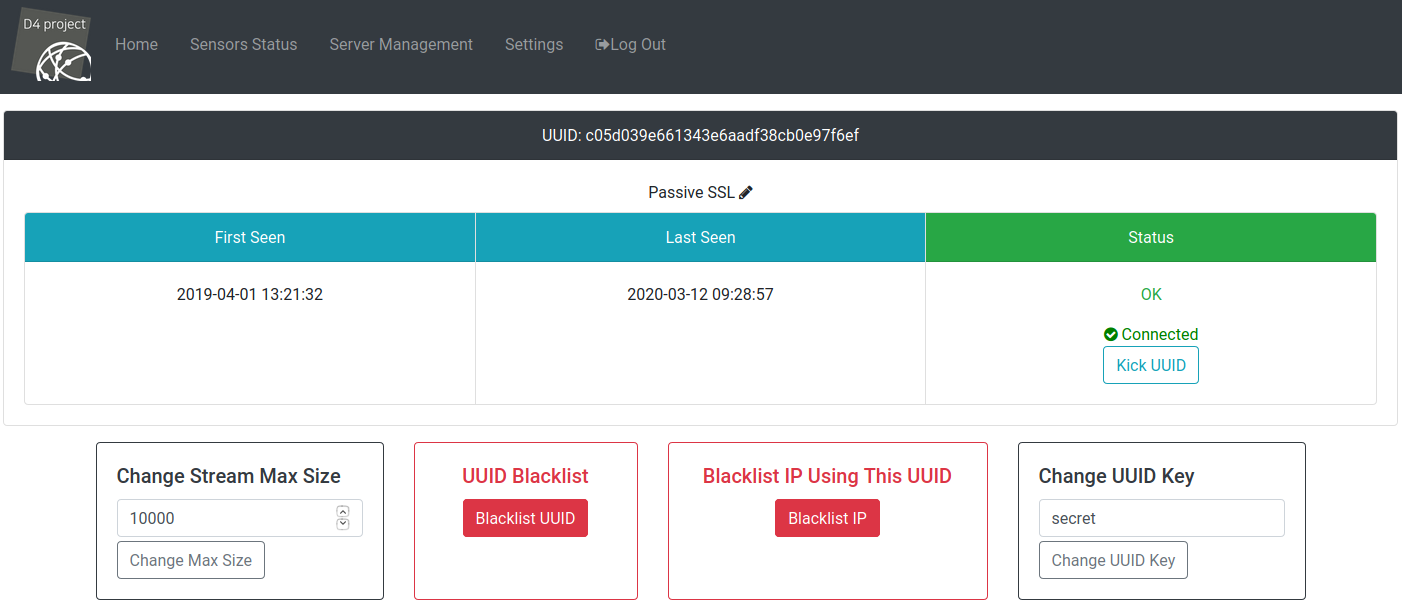 D4 project
Home Sensors Status Server Management Settings Log Out
UUID: c05d039e661343e6aadf38cb0e97f6ef
Passive SSL
First Seen Last Seen Status
2019-04-01 13:21:32 2020-03-12 09:28:57 OK
Connected
Kick UUID
Change Stream Max Size UUID Blacklist Blacklist IP Using This UUID Change UUID Key
10000 Blacklist UUID Blacklist IP secret
Change Max Size Change UUID Key